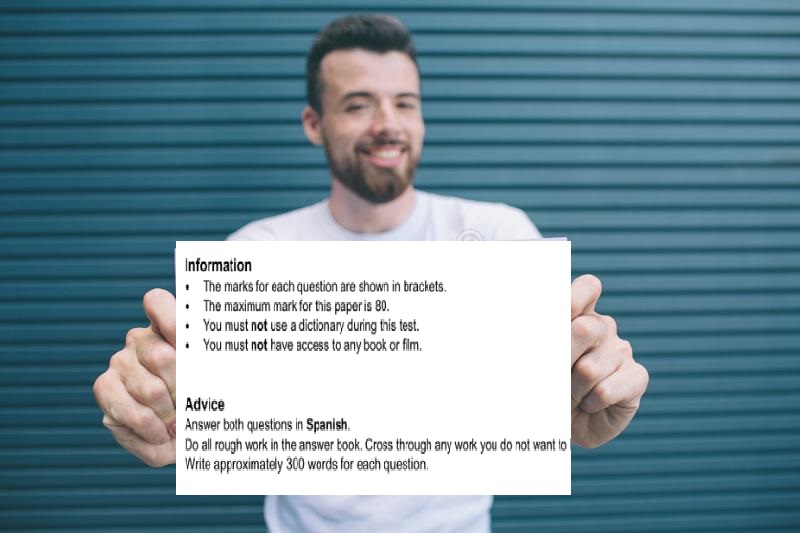 Information
• The marks for each question are shown in brackets.
• The maximum mark for this paper is 80.
• You must not use a dictionary during this test.
• You must not have access to any book or film.
Advice
Answer both questions in Spanish.
Do all rough work in the answer book. Cross through any work you do not want to
Write approximately 300 words for each question.